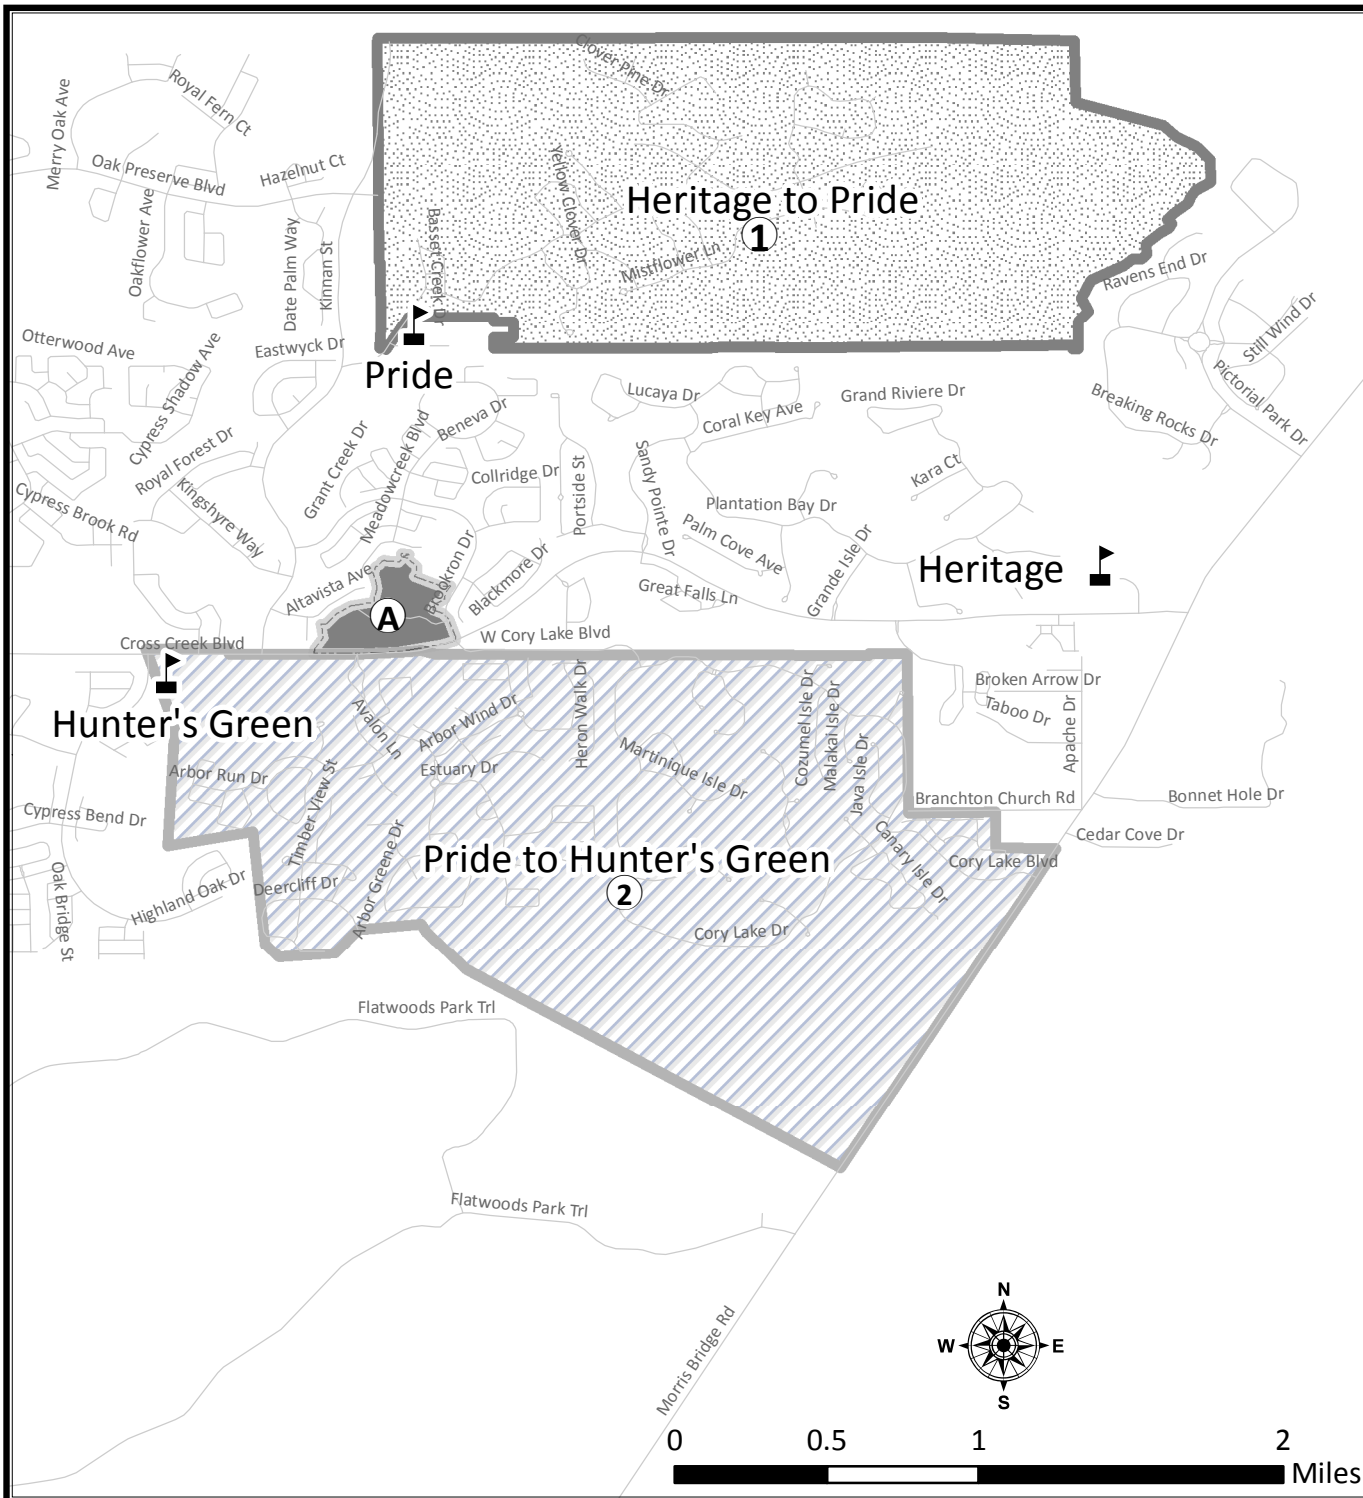 Clover Pine Dr
Royal Fern Ct
Merry Oak Ave
Oak Preserve Blvd
Hazelnut Ct
Yellow Clover Dr
Heritage to Pride
1
Oakflower Ave
Date Palm Way
Kinnan St
Basset Creek Dr
Mistflower Ln
Ravens End Dr
Still Wind Dr
Otterwood Ave
Cypress Shadow Ave
Eastwyck Dr
Pride
Lucaya Dr
Grand Riviere Dr
Pictorial Park Dr
Coral Key Ave
Breaking Rocks Dr
Beneva Dr
Royal Forest Dr
Grant Creek Dr
Meadowcreek Blvd
Collridge Dr
Portside St
Sandy Pointe Dr
Kara Ct
Cypress Brook Rd
Kingshyre Way
Plantation Bay Dr
Palm Cove Ave
Brookron Dr
Blackmore Dr
Grande Isle Dr
Heritage
Altavista Ave
A
Great Falls Ln
Cross Creek Blvd
W Cory Lake Blvd
Hunter's Green
Avalon Ln
Arbor Wind Dr
Heron Walk Dr
Cozumel Isle Dr
Malakai Isle Dr
Java Isle Dr
Broken Arrow Dr
Taboo Dr
Apache Dr
Arbor Run Dr
Estuary Dr
Martinique Isle Dr
Branchton Church Rd
Bonnet Hole Dr
Cypress Bend Dr
Timber View St
Cedar Cove Dr
Pride to Hunter's Green
2
Canary Isle Dr
Cory Lake Blvd
Oak Bridge St
Highland Oak Dr
Deercliff Dr
Arbor Greene Dr
Cory Lake Dr
Flatwoods Park Trl
Flatwoods Park Trl
Morris Bridge Rd
N
W E
S
0 0.5 1 2
Miles